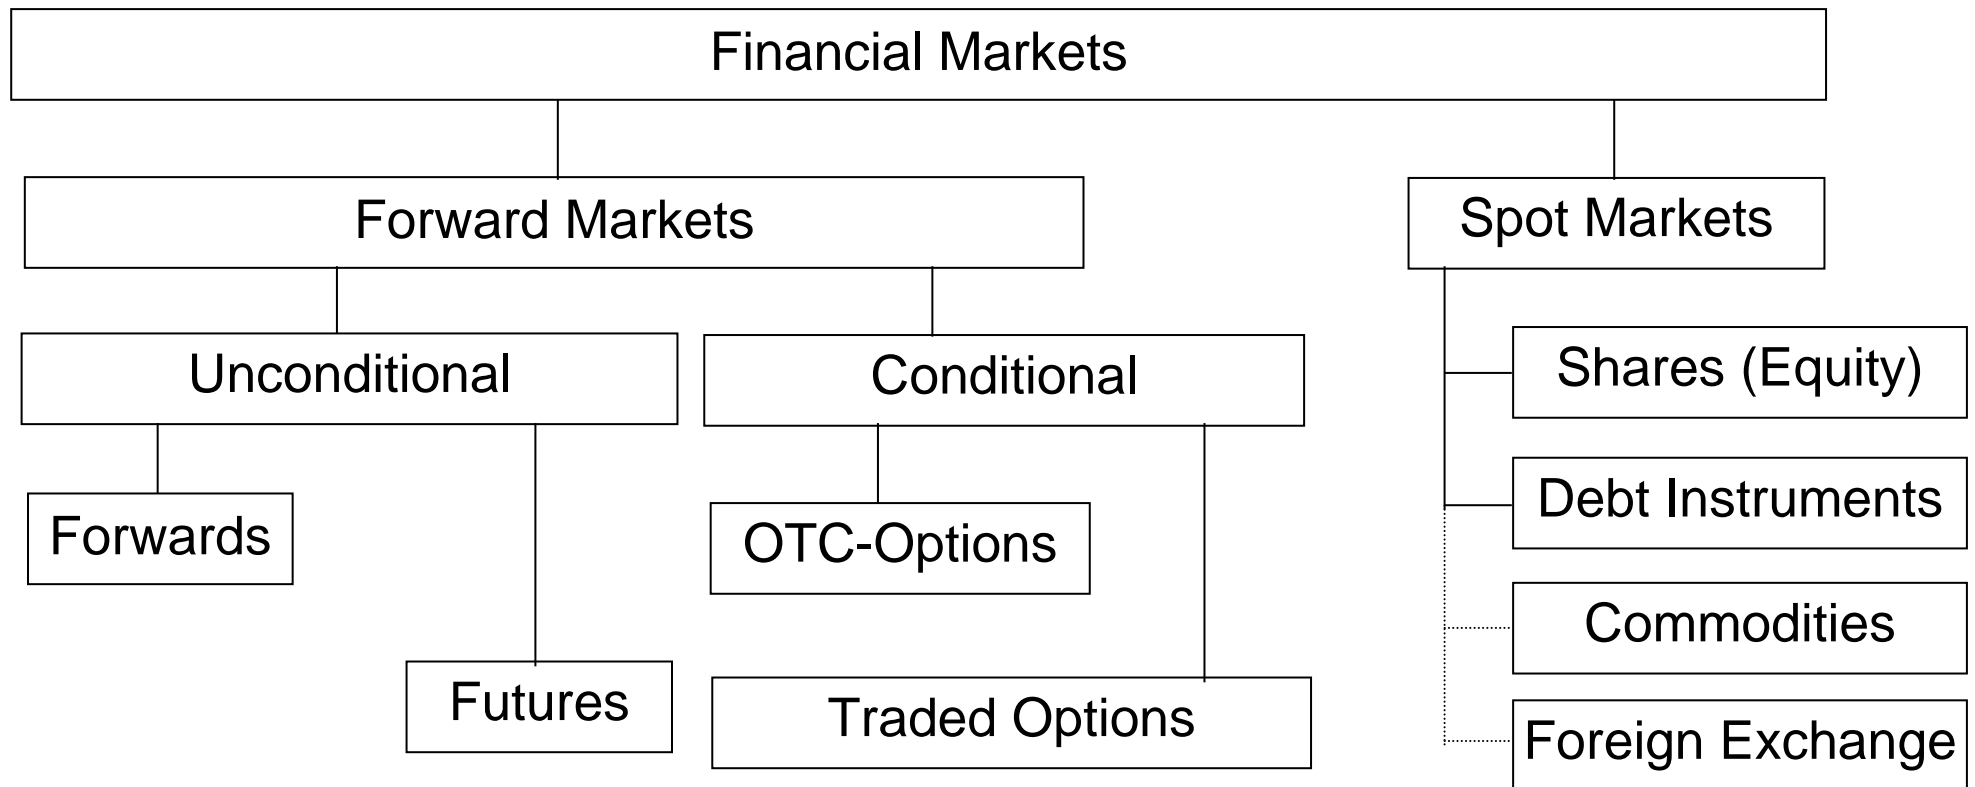 Financial Markets
Forward Markets
Spot Markets
Unconditional
Conditional
Shares (Equity)
Debt Instruments
Forwards
OTC-Options
Commodities
Futures
Traded Options
Foreign Exchange